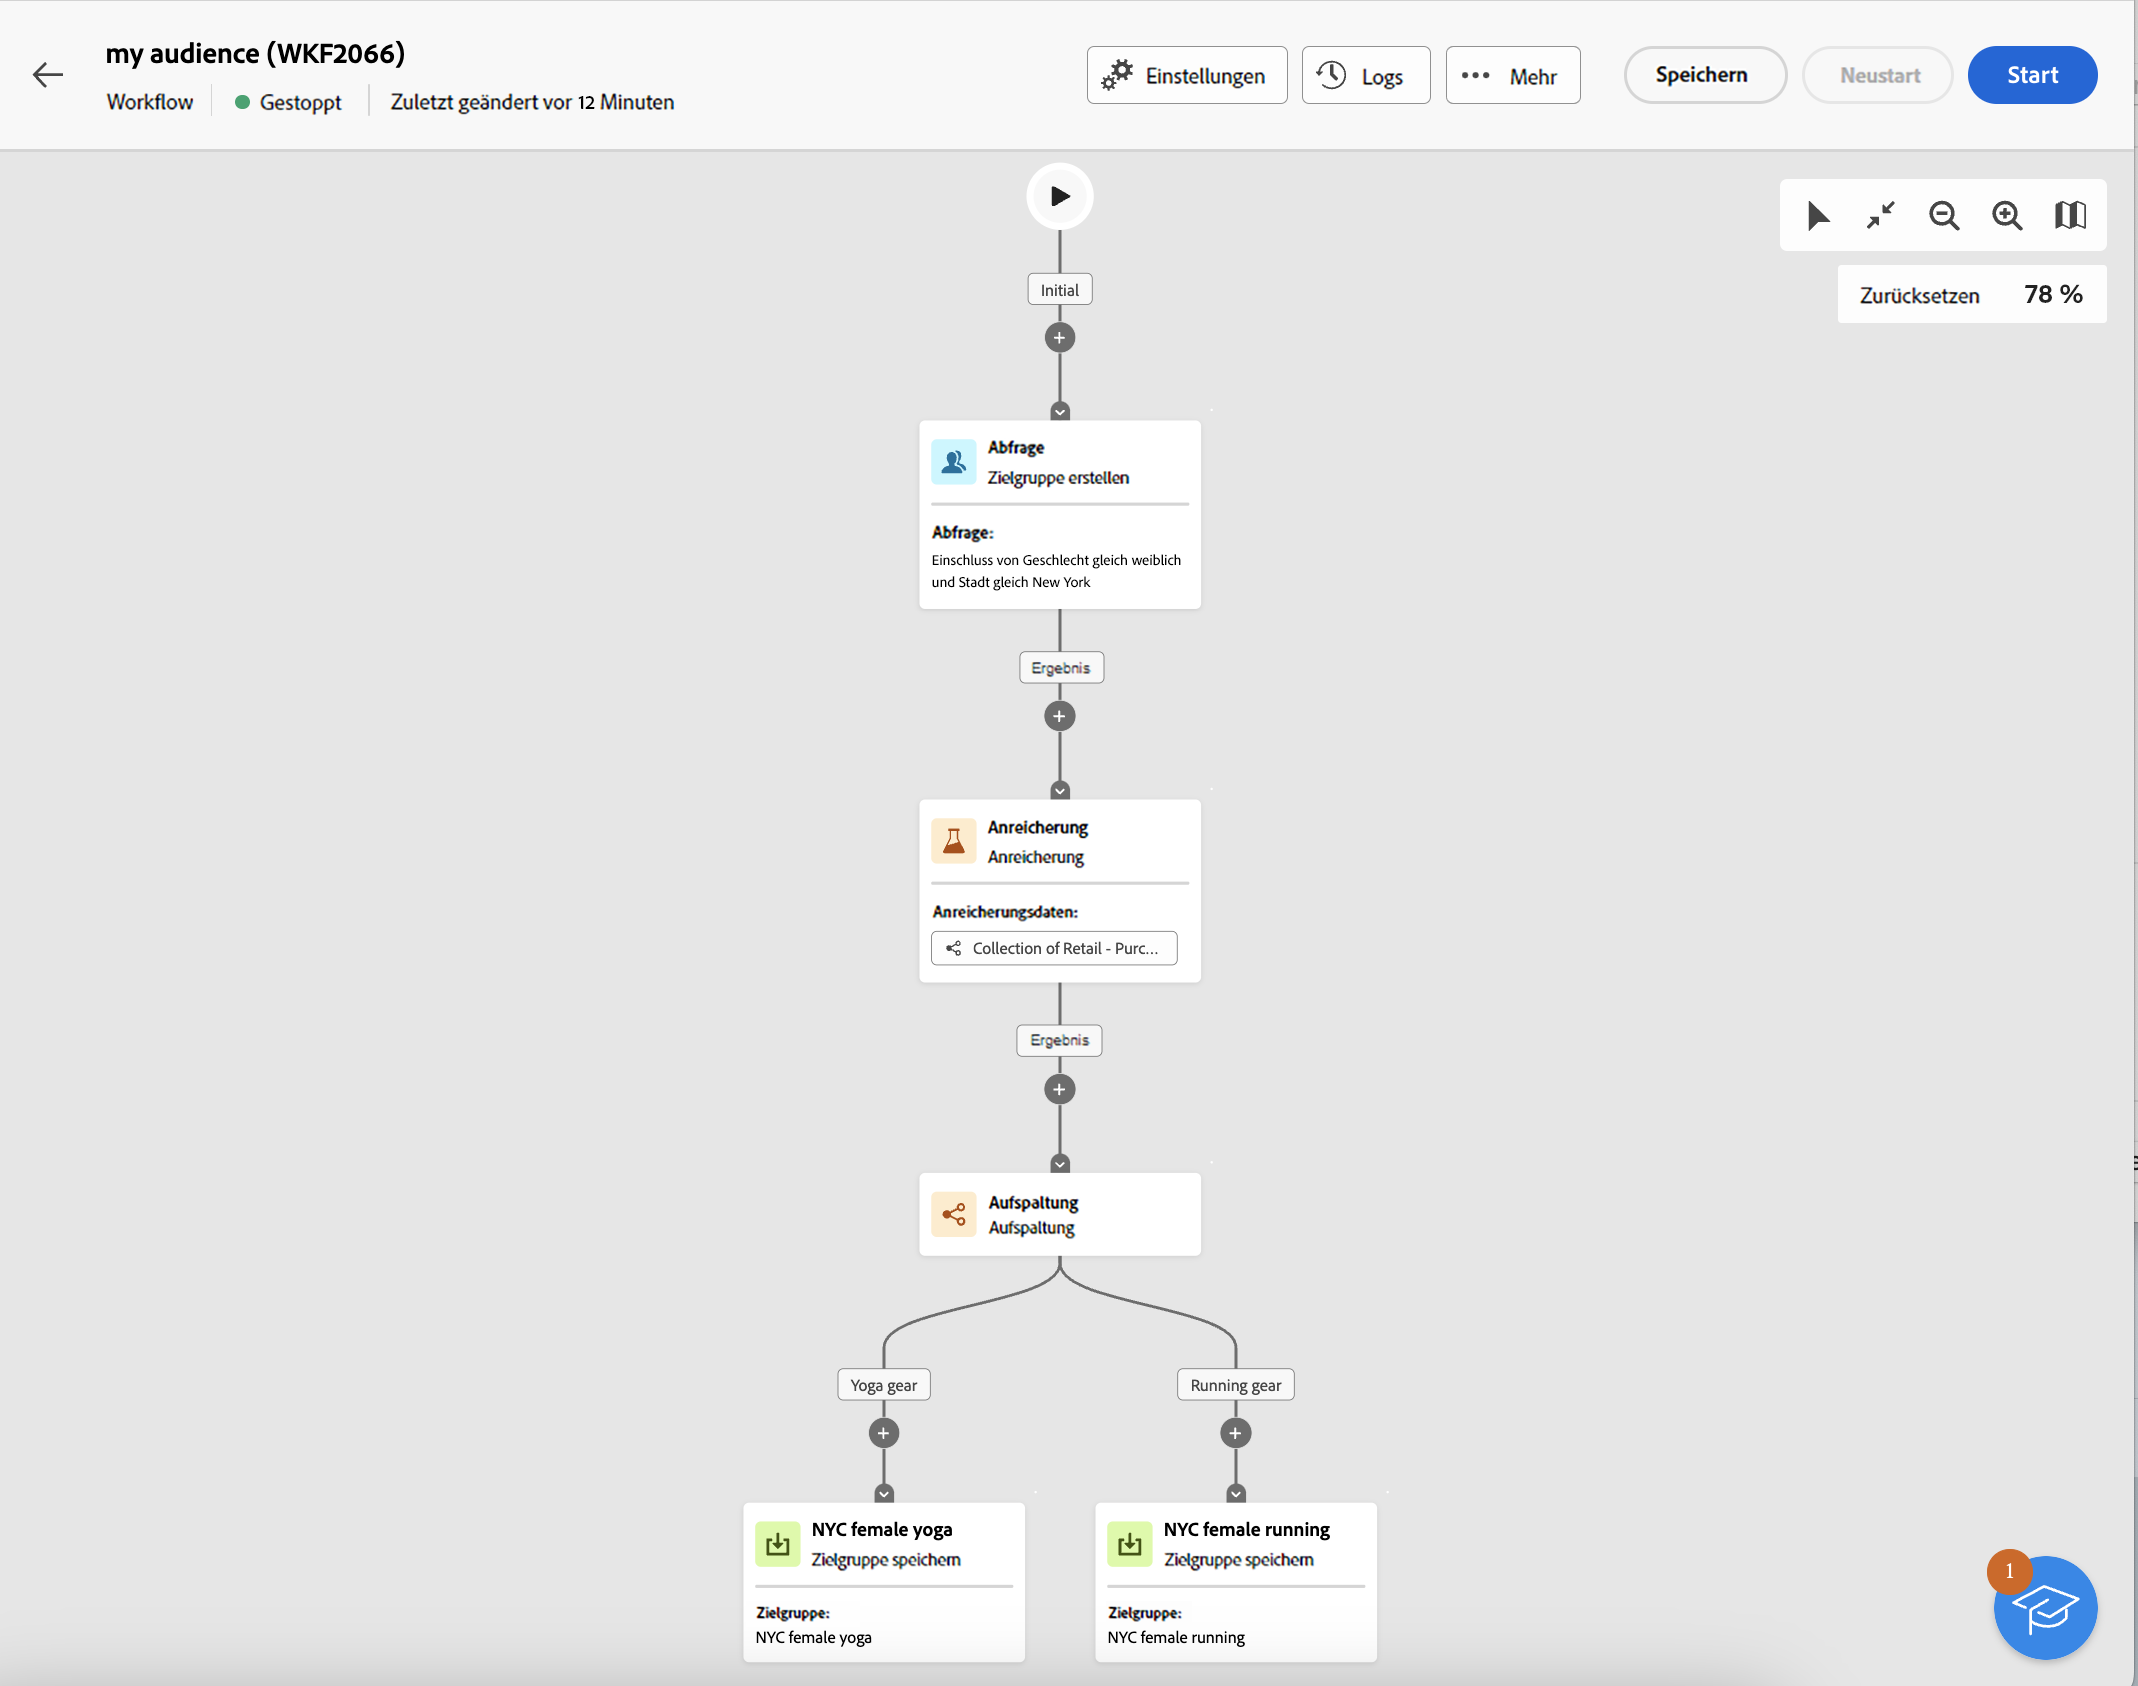 my audience (WKF2066)
Workflow Gestoppt Zuletzt geändert vor 12 Minuten
Einstellungen Logs Mehr Speichern Neustart Start
Zurücksetzen 78 %
Initial
Abfrage
Zielgruppe erstellen
Abfrage:
Einschluss von Geschlecht gleich weiblich
und Stadt gleich New York
Ergebnis
Anreicherung
Anreicherung
Anreicherungsdaten:
Collection of Retail - Purc...
Ergebnis
Aufspaltung
Aufspaltung
Yoga gear Running gear
NYC female yoga
Zielgruppe speichern
Zielgruppe:
NYC female yoga
NYC female running
Zielgruppe speichern
Zielgruppe:
NYC female running
1